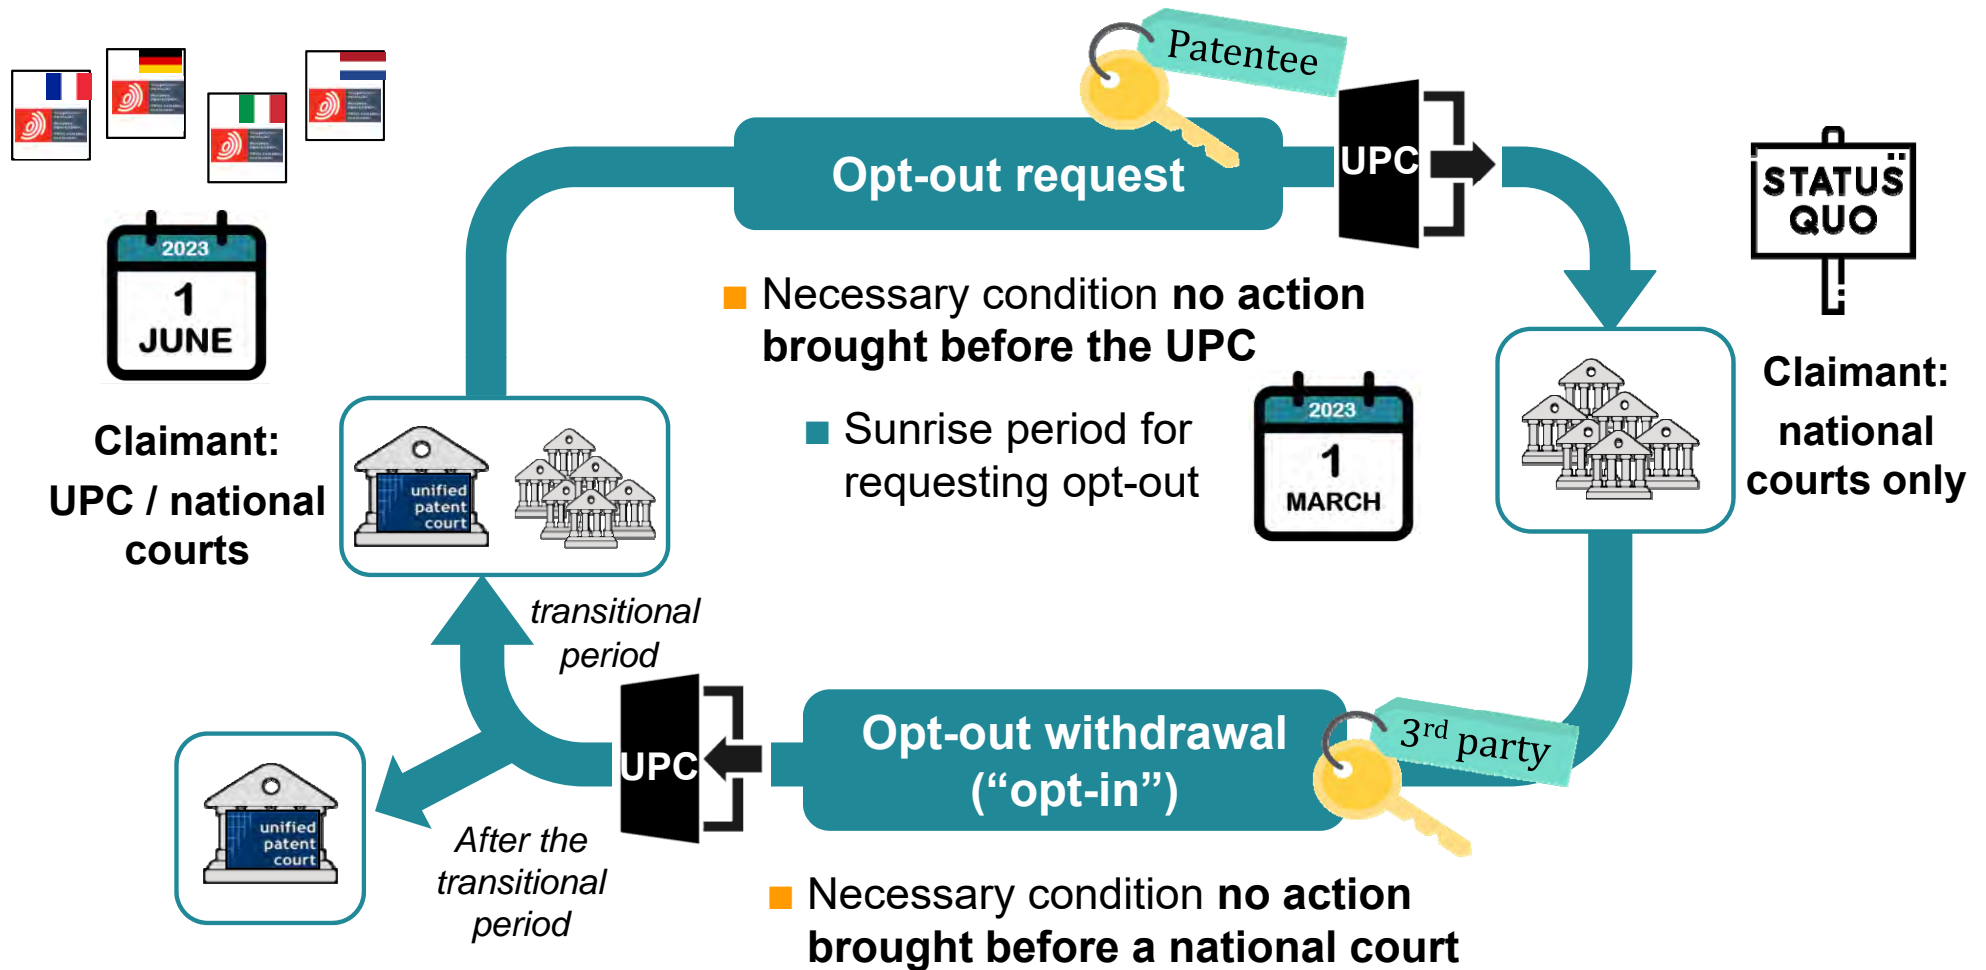 Patentee
Opt-out request
UPC
STATUS
QUO
2023
1
JUNE
Necessary condition no action
brought before the UPC
Sunrise period for
requesting opt-out
2023
1
MARCH
Claimant:
UPC / national
courts
unified
patent
court
Claimant:
national
courts only
transitional
period
UPC
Opt-out withdrawal
(“opt-in”)
3rd party
unified
patent
court
After the
transitional
period
Necessary condition no action
brought before a national court